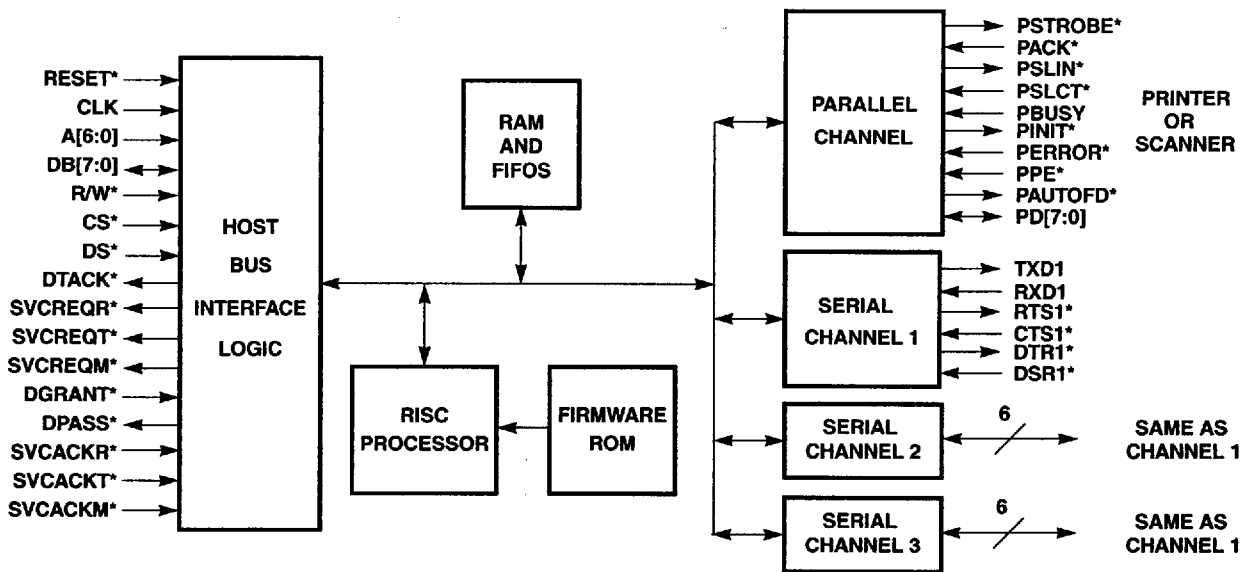 RESET*
CLK
A[6:0]
DB[7:0]
R/W*
CS*
DS*
DTACK*
SVCREQR*
SVCREQT*
SVCREQM*
DGRANT*
DPASS*
SVCACKR*
SVCACKT*
SVCACKM*
HOST
BUS
INTERFACE
LOGIC
RAM
AND
FIFOS
RISC
PROCESSOR
FIRMWARE
ROM
PARALLEL
CHANNEL
PSTROBE*
PACK*
PSLIN*
PSLCT*
PBUSY
PINIT*
PERROR*
PPE*
PAUTOFD*
PD[7:0]
PRINTER
OR
SCANNER
SERIAL
CHANNEL 1
TXD1
RXD1
RTS1*
CTS1*
DTR1*
DSR1*
SERIAL
CHANNEL 2
6
SAME AS
CHANNEL 1
SERIAL
CHANNEL 3
6
SAME AS
CHANNEL 1